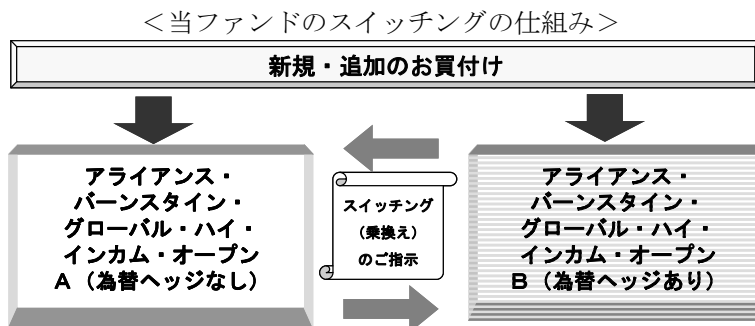 ＜当ファンドのスイッチングの仕組み＞
新規・追加のお買付け
アライアンス・
バーンスタイン・
グローバル・ハイ・
インカム・オープン
Ａ（為替ヘッジなし）
スイッチング
（乗換え）
のご指示
アライアンス・
バーンスタイン・
グローバル・ハイ・
インカム・オープン
Ｂ（為替ヘッジあり）